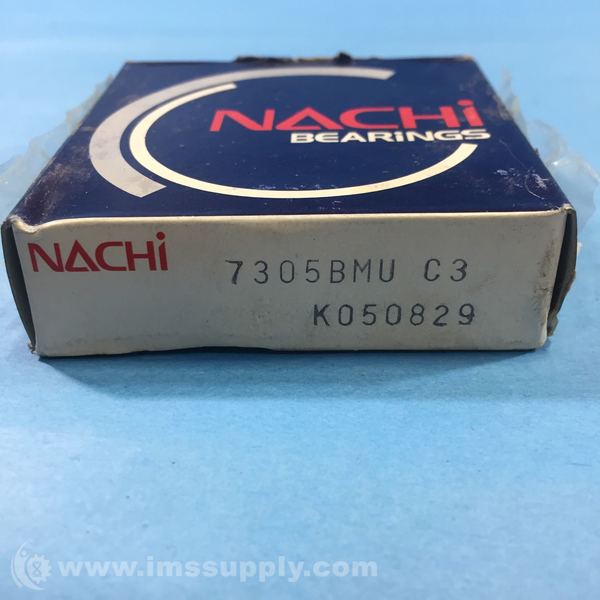 NACHi
BEARiNGS
NACHi
7305BMU C3
K050829
www.imssupply.com